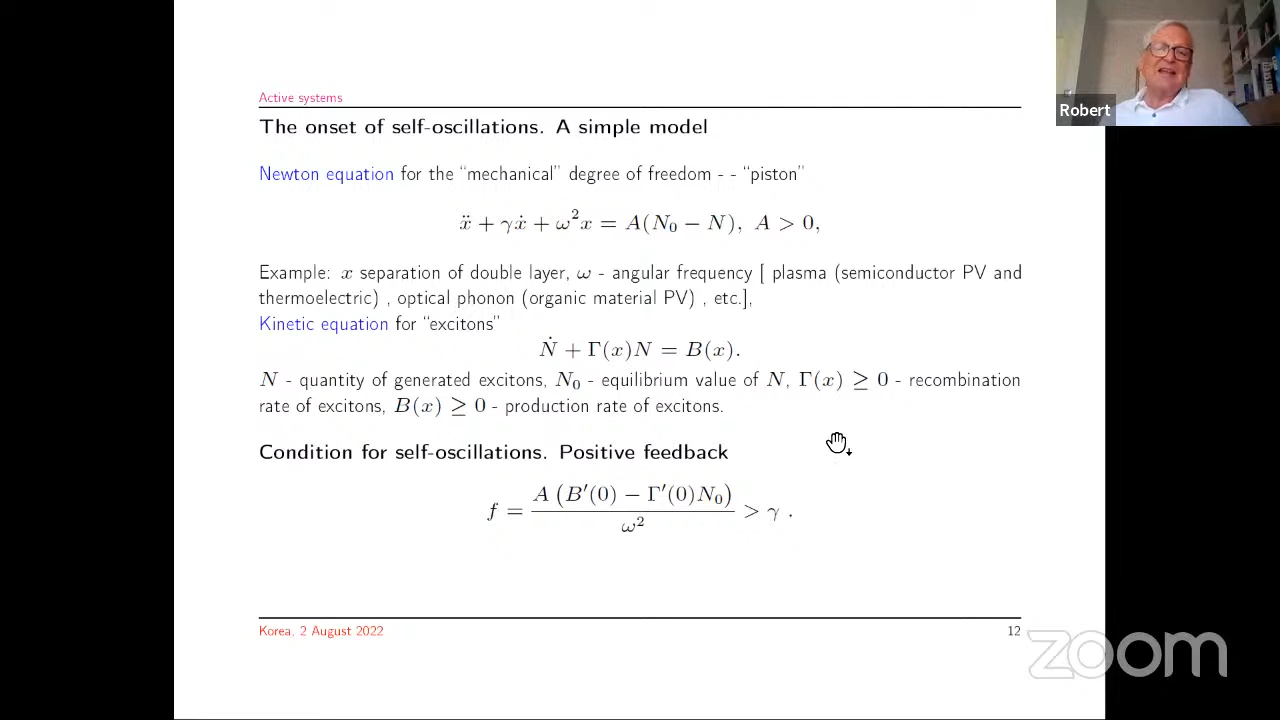 Active systems
The onset of self-oscillations. A simple model
Newton equation for the “mechanical” degree of freedom - - “piston”
ẍ + γẋ + ω²x = A(N₀ − N), A > 0,
Example: x separation of double layer, ω - angular frequency [ plasma (semiconductor PV and
thermoelectric) , optical phonon (organic material PV) , etc.],
Kinetic equation for “excitons”
Ṅ + Γ(x)N = B(x).
N - quantity of generated excitons, N₀ - equilibrium value of N, Γ(x) ≥ 0 - recombination
rate of excitons, B(x) ≥ 0 - production rate of excitons.
Condition for self-oscillations. Positive feedback
f = A (B′(0) − Γ′(0)N₀) / ω² > γ .
Korea, 2 August 2022
12
Robert
zoom